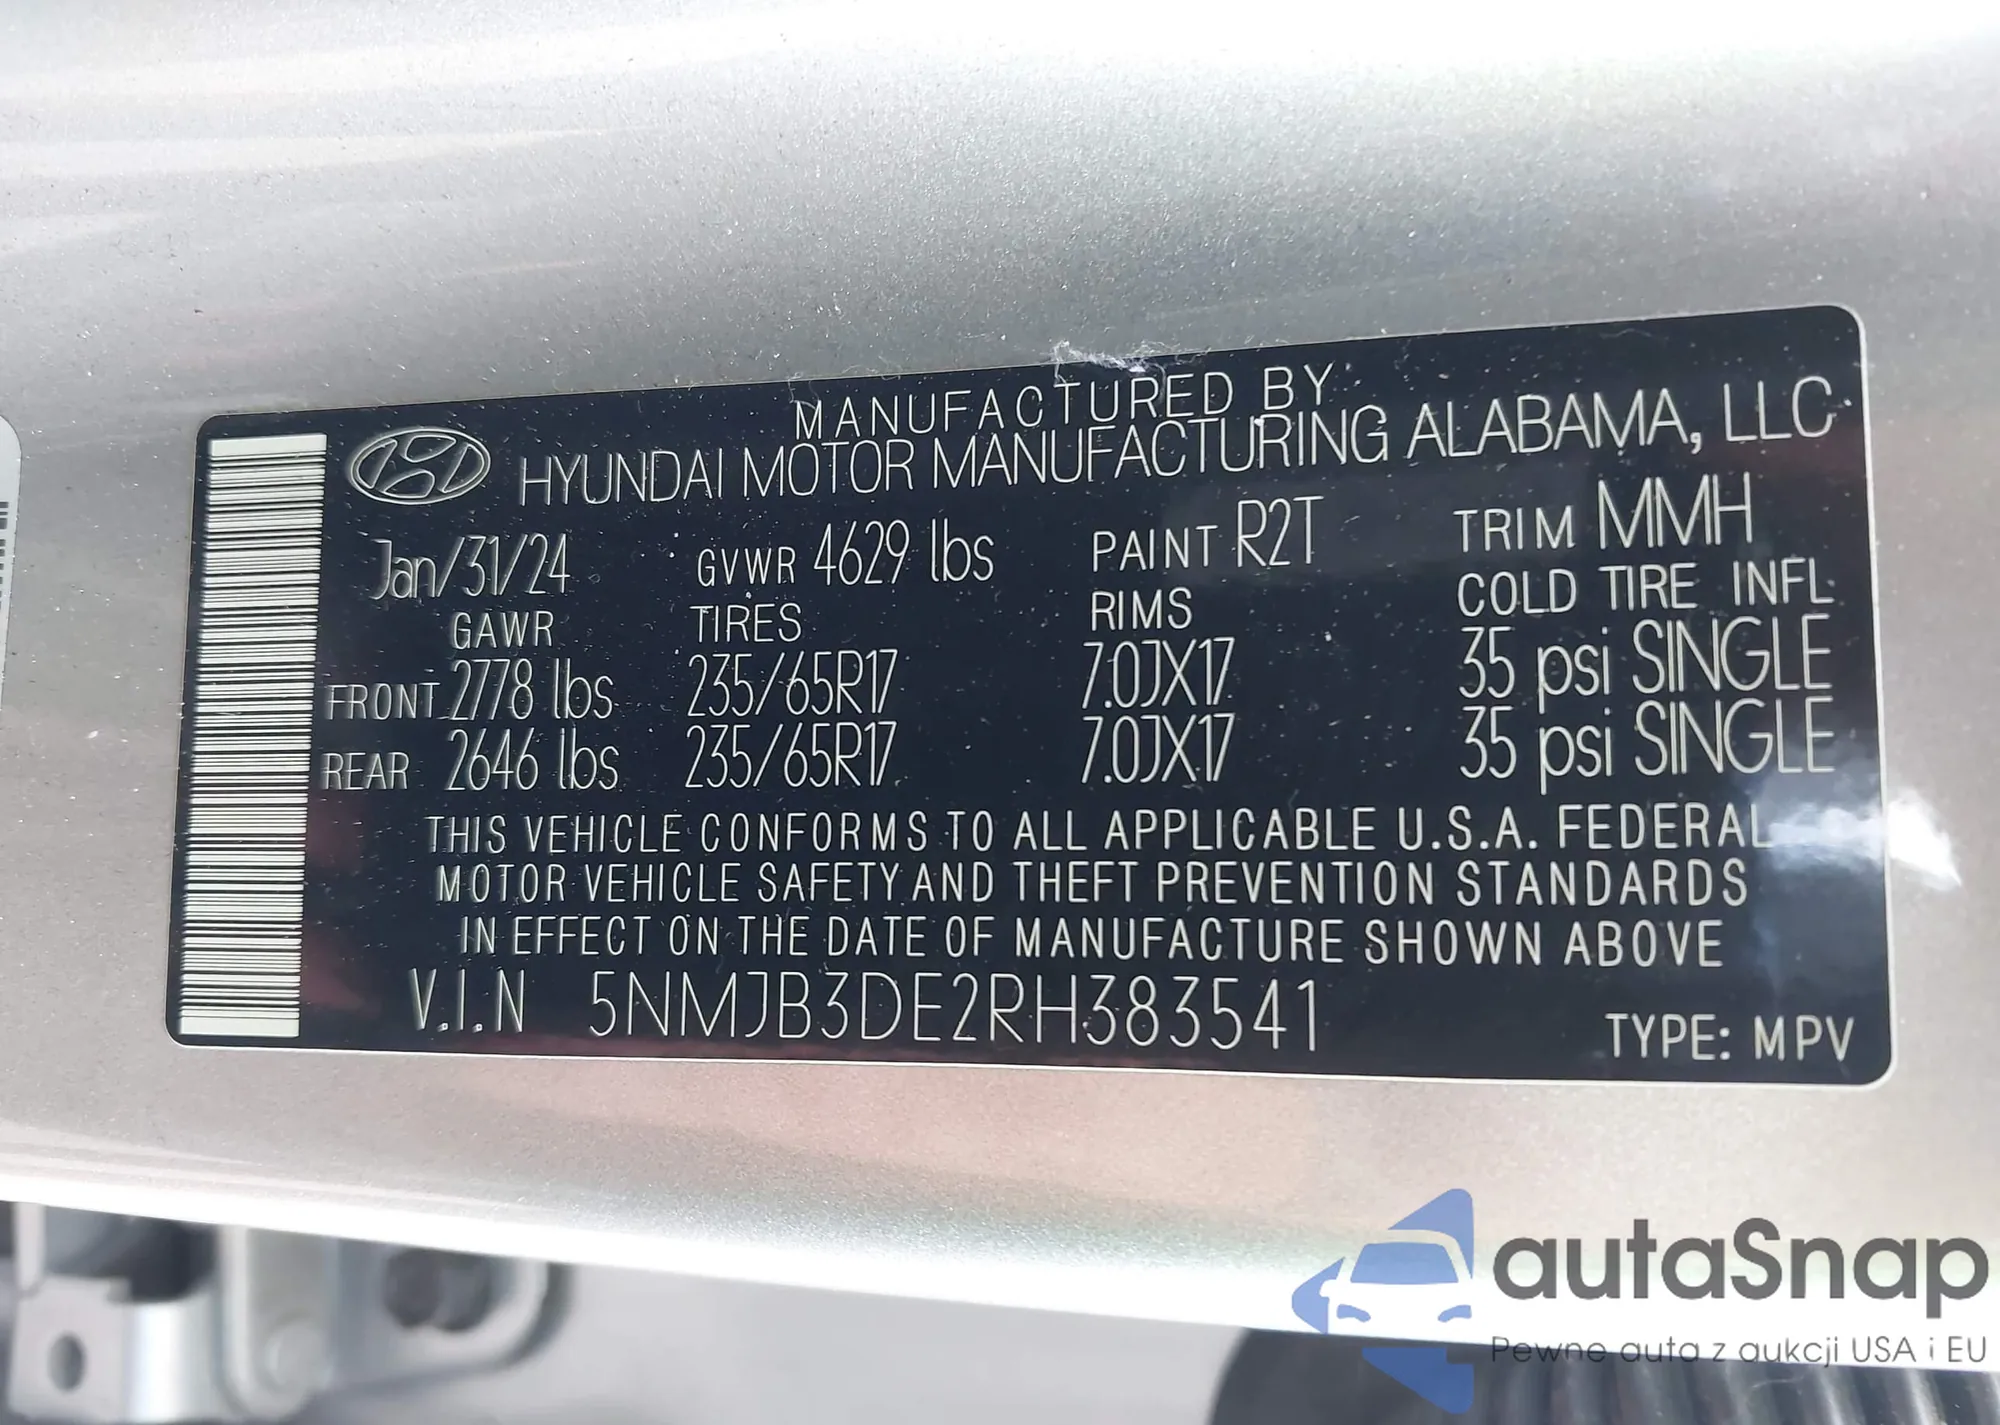 MANUFACTURED BY
HYUNDAI MOTOR MANUFACTURING ALABAMA, LLC
Jan/31/24 GVWR 4629 lbs PAINT R2T TRIM MMH
GAWR TIRES RIMS COLD TIRE INFL
FRONT 2778 lbs 235/65R17 7.0JX17 35 psi SINGLE
REAR 2646 lbs 235/65R17 7.0JX17 35 psi SINGLE
THIS VEHICLE CONFORMS TO ALL APPLICABLE U.S.A. FEDERAL
MOTOR VEHICLE SAFETY AND THEFT PREVENTION STANDARDS
IN EFFECT ON THE DATE OF MANUFACTURE SHOWN ABOVE
V.I.N 5NMJB3DE2RH383541 TYPE: MPV
autaSnap
Pewne auta z aukcji USA i EU